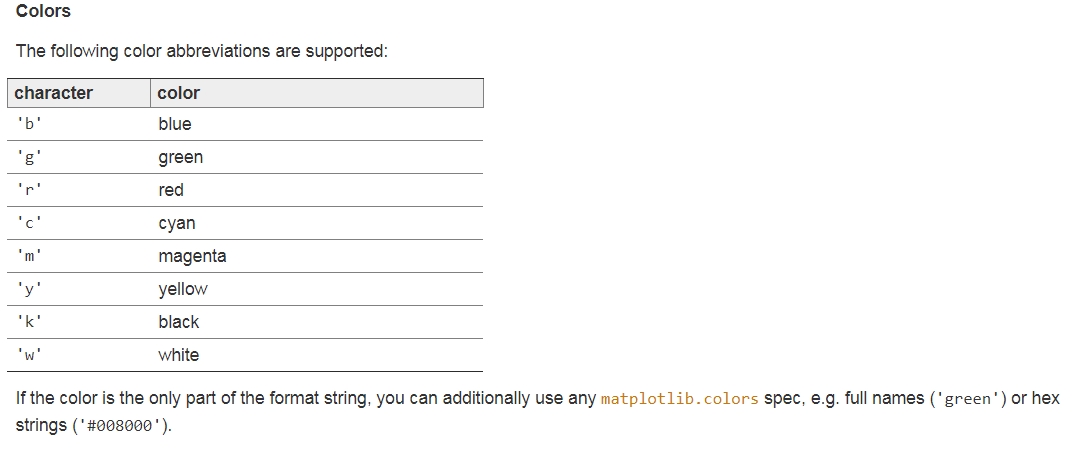 Colors
The following color abbreviations are supported:
character color
'b' blue
'g' green
'r' red
'c' cyan
'm' magenta
'y' yellow
'k' black
'w' white
If the color is the only part of the format string, you can additionally use any matplotlib.colors spec, e.g. full names ('green') or hex
strings ('#008000').